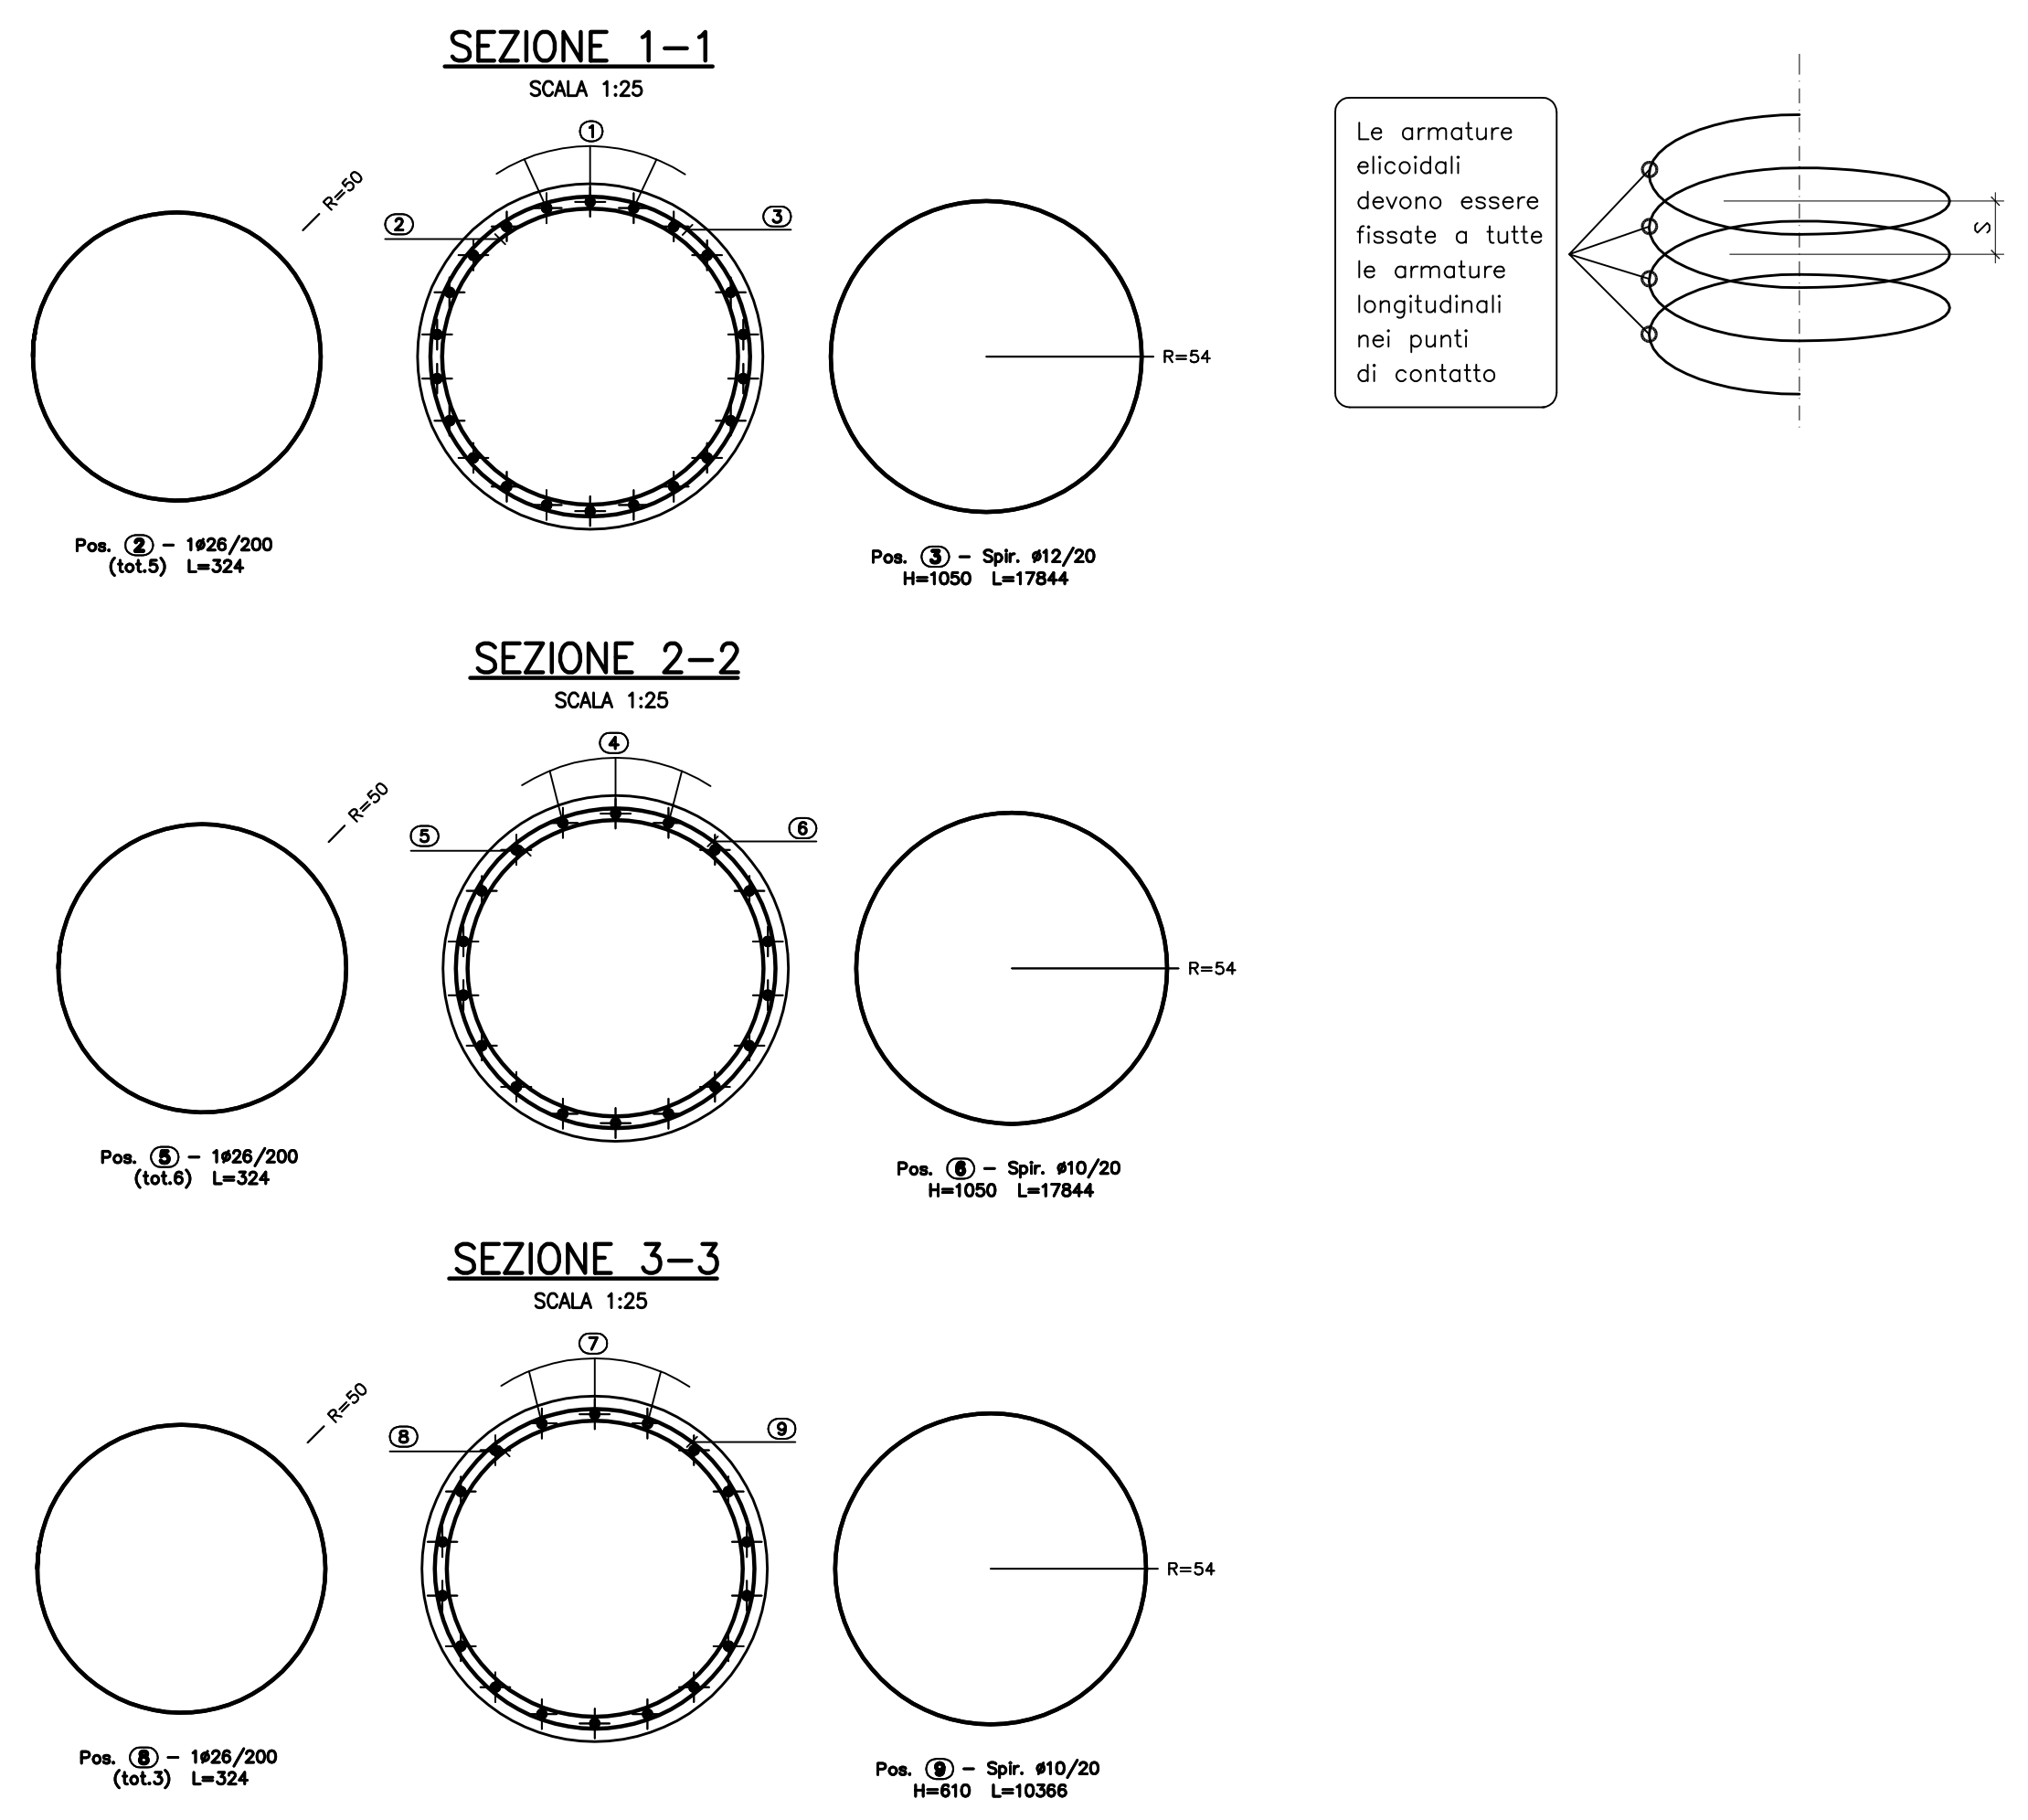 SEZIONE 1-1
SCALA 1:25
1
2
3
R=50
R=54
Pos. 2 - 1ø26/200
(tot.5) L=324
Pos. 3 - Spir. ø12/20
H=1050 L=17844
Le armature
elicoidali
devono essere
fissate a tutte
le armature
longitudinali
nei punti
di contatto
S
SEZIONE 2-2
SCALA 1:25
4
5
6
R=50
R=54
Pos. 5 - 1ø26/200
(tot.6) L=324
Pos. 6 - Spir. ø10/20
H=1050 L=17844
SEZIONE 3-3
SCALA 1:25
7
8
9
R=50
R=54
Pos. 8 - 1ø26/200
(tot.3) L=324
Pos. 9 - Spir. ø10/20
H=610 L=10366